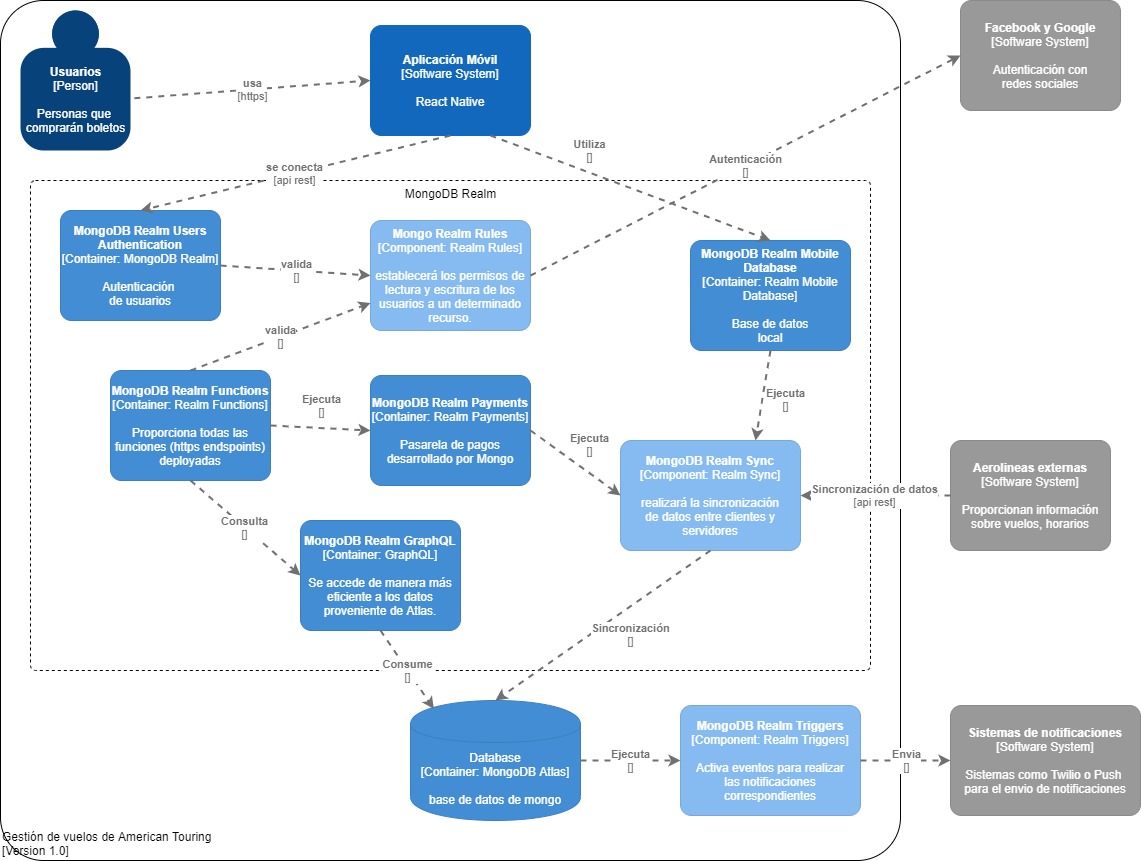 Usuarios
[Person]
Personas que
comprarán boletos
usa
[https]
Aplicación Móvil
[Software System]
React Native
Facebook y Google
[Software System]
Autenticación con
redes sociales
se conecta
[api rest]
Utiliza
[]
Autenticación
[]
MongoDB Realm
MongoDB Realm Users
Authentication
[Container: MongoDB Realm]
Autenticación
de usuarios
valida
[]
Mongo Realm Rules
[Component: Realm Rules]
establecerá los permisos de
lectura y escritura de los
usuarios a un determinado
recurso.
MongoDB Realm Mobile
Database
[Container: Realm Mobile
Database]
Base de datos
local
valida
[]
MongoDB Realm Functions
[Container: Realm Functions]
Proporciona todas las
funciones (https endspoints)
deployadas
Ejecuta
[]
MongoDB Realm Payments
[Container: Realm Payments]
Pasarela de pagos
desarrollado por Mongo
Ejecuta
[]
Ejecuta
[]
MongoDB Realm Sync
[Component: Realm Sync]
realizará la sincronización
de datos entre clientes y
servidores
Sincronización de datos
[api rest]
Aerolineas externas
[Software System]
Proporcionan información
sobre vuelos, horarios
Consulta
[]
MongoDB Realm GraphQL
[Container: GraphQL]
Se accede de manera más
eficiente a los datos
proveniente de Atlas.
Sincronización
[]
Consume
[]
Database
[Container: MongoDB Atlas]
base de datos de mongo
Ejecuta
[]
MongoDB Realm Triggers
[Component: Realm Triggers]
Activa eventos para realizar
las notificaciones
correspondientes
Envia
[]
Sistemas de notificaciones
[Software System]
Sistemas como Twilio o Push
para el envio de notificaciones
Gestión de vuelos de American Touring
[Version 1.0]